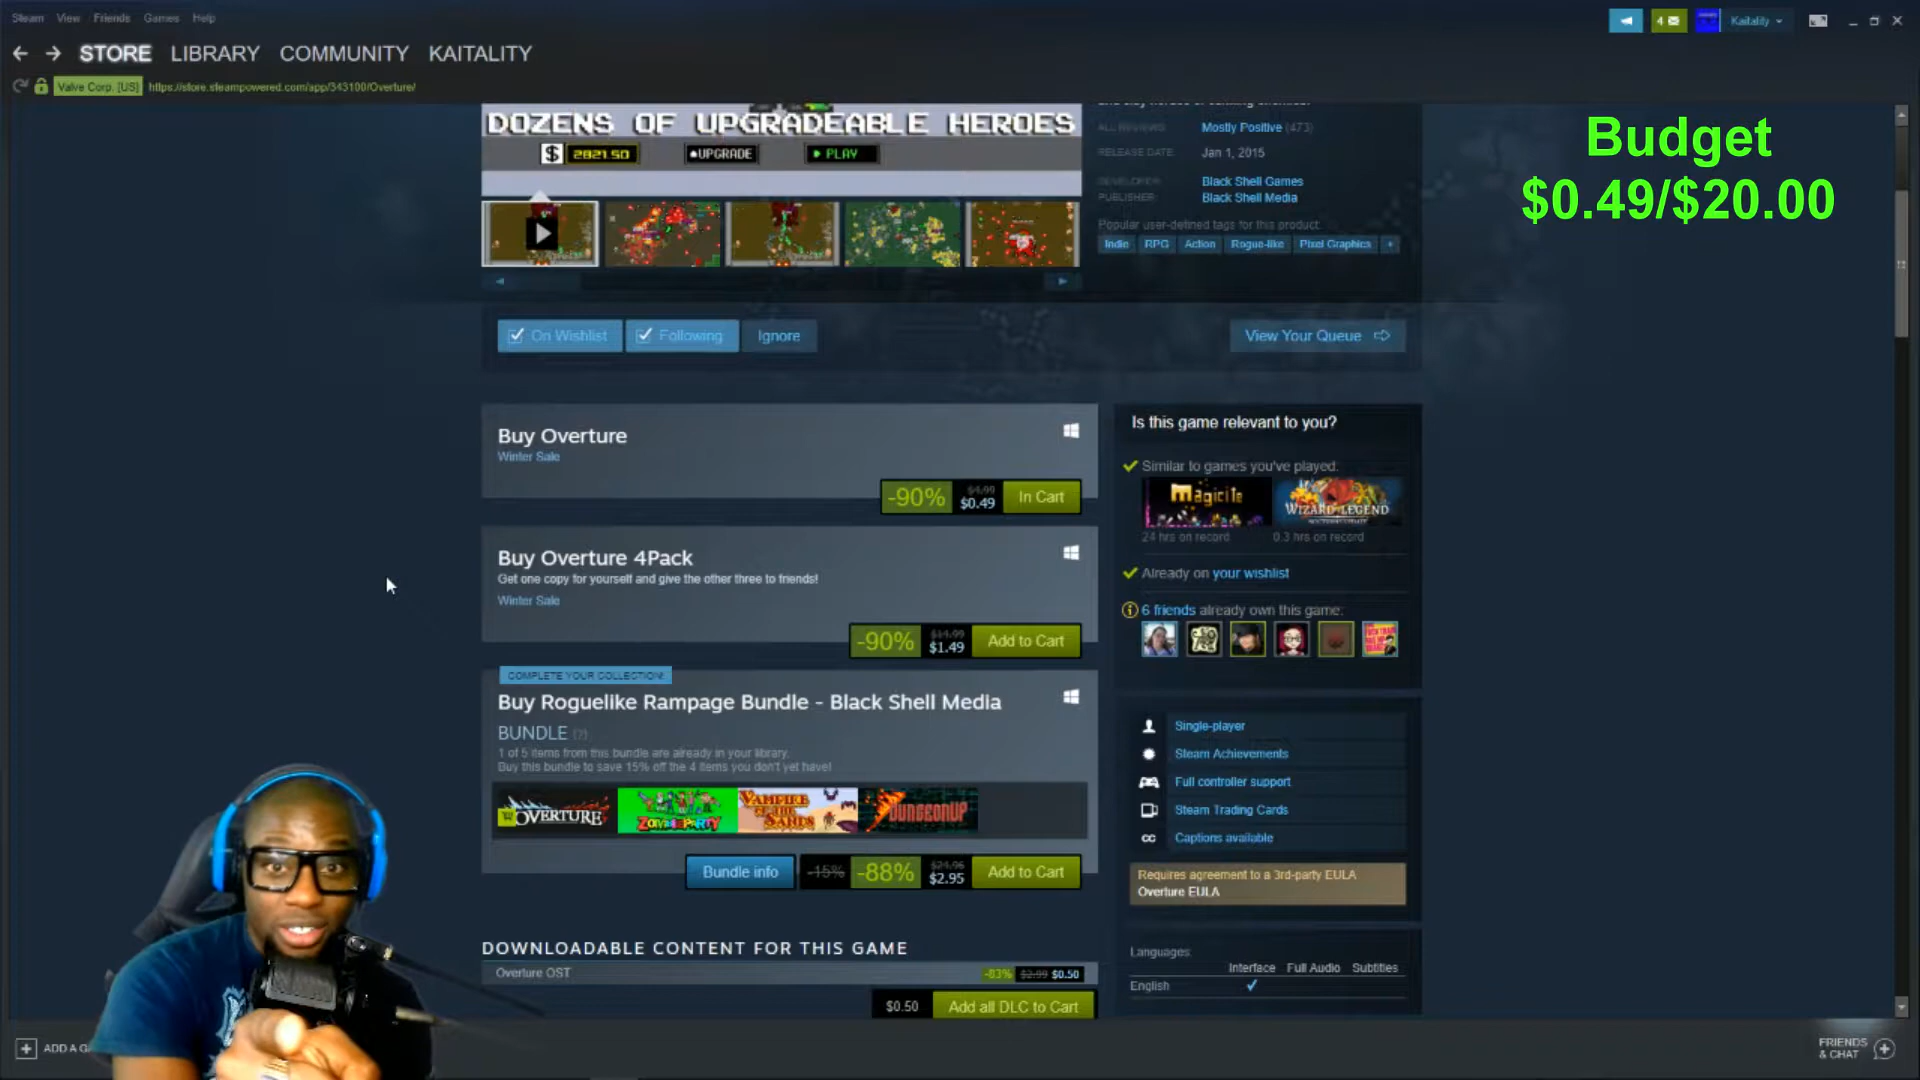 Steam View Friends Games Help
4 Kaitality
STORE LIBRARY COMMUNITY KAITALITY
Valve Corp. [US] https://store.steampowered.com/app/343100/Overture/
Budget
$0.49/$20.00
DOZENS OF UPGRADEABLE HEROES
$ 2821.50 UPGRADE PLAY
ALL REVIEWS: Mostly Positive (473)
RELEASE DATE: Jan 1, 2015
DEVELOPER: Black Shell Games
PUBLISHER: Black Shell Media
Popular user-defined tags for this product:
Indie RPG Action Rogue-like Pixel Graphics +
On Wishlist Following Ignore View Your Queue
Buy Overture
Winter Sale
-90% $4.99 $0.49 In Cart
Buy Overture 4Pack
Get one copy for yourself and give the other three to friends!
Winter Sale
-90% $14.99 $1.49 Add to Cart
COMPLETE YOUR COLLECTION!
Buy Roguelike Rampage Bundle - Black Shell Media
BUNDLE (?)
1 of 5 items from this bundle are already in your library.
Buy this bundle to save 15% off the 4 items you don't yet have!
OVERTURE ZOMBIE PARTY VAMPIRE OF THE SANDS DUNGEONUP
Bundle info -15% -88% $24.96 $2.95 Add to Cart
DOWNLOADABLE CONTENT FOR THIS GAME
Overture OST -83% $2.99 $0.50
$0.50 Add all DLC to Cart
Is this game relevant to you?
Similar to games you've played:
Magicite WIZARD OF LEGEND
24 hrs on record 0.3 hrs on record
Already on your wishlist
6 friends already own this game:
Single-player
Steam Achievements
Full controller support
Steam Trading Cards
CC Captions available
Requires agreement to a 3rd-party EULA
Overture EULA
Languages:
Interface Full Audio Subtitles
English
ADD A G
FRIENDS
& CHAT